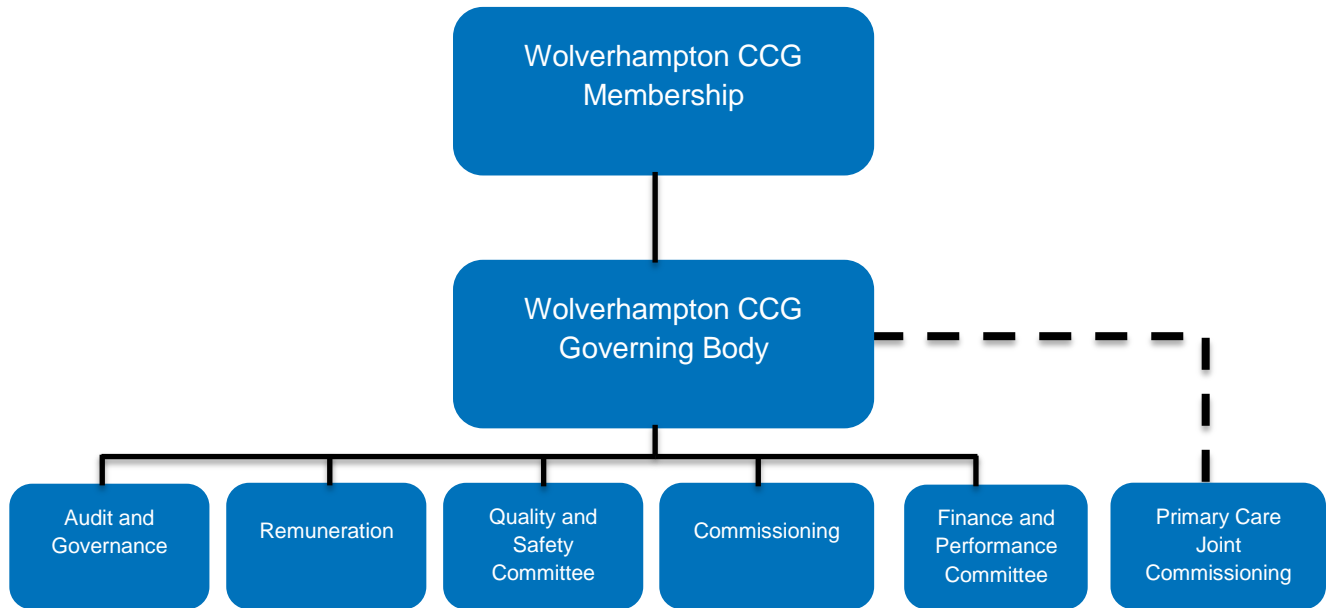 Wolverhampton CCG
Membership
Wolverhampton CCG
Governing Body
Audit and
Governance
Remuneration
Quality and
Safety
Committee
Commissioning
Finance and
Performance
Committee
Primary Care
Joint
Commissioning